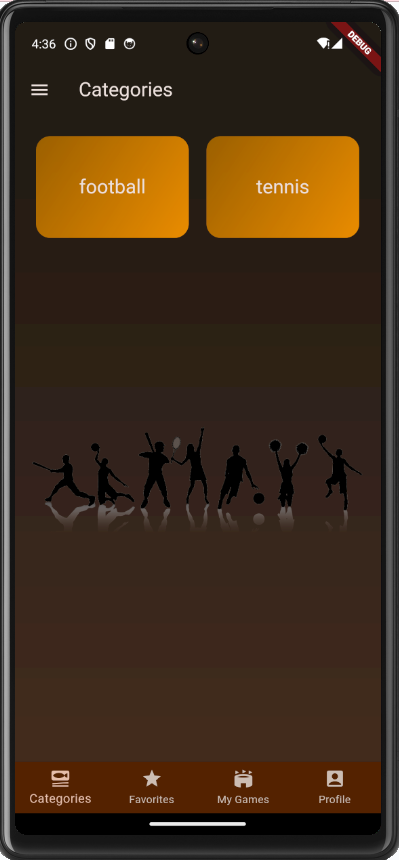 4:36
DEBUG
Categories
football
tennis
Categories
Favorites
My Games
Profile